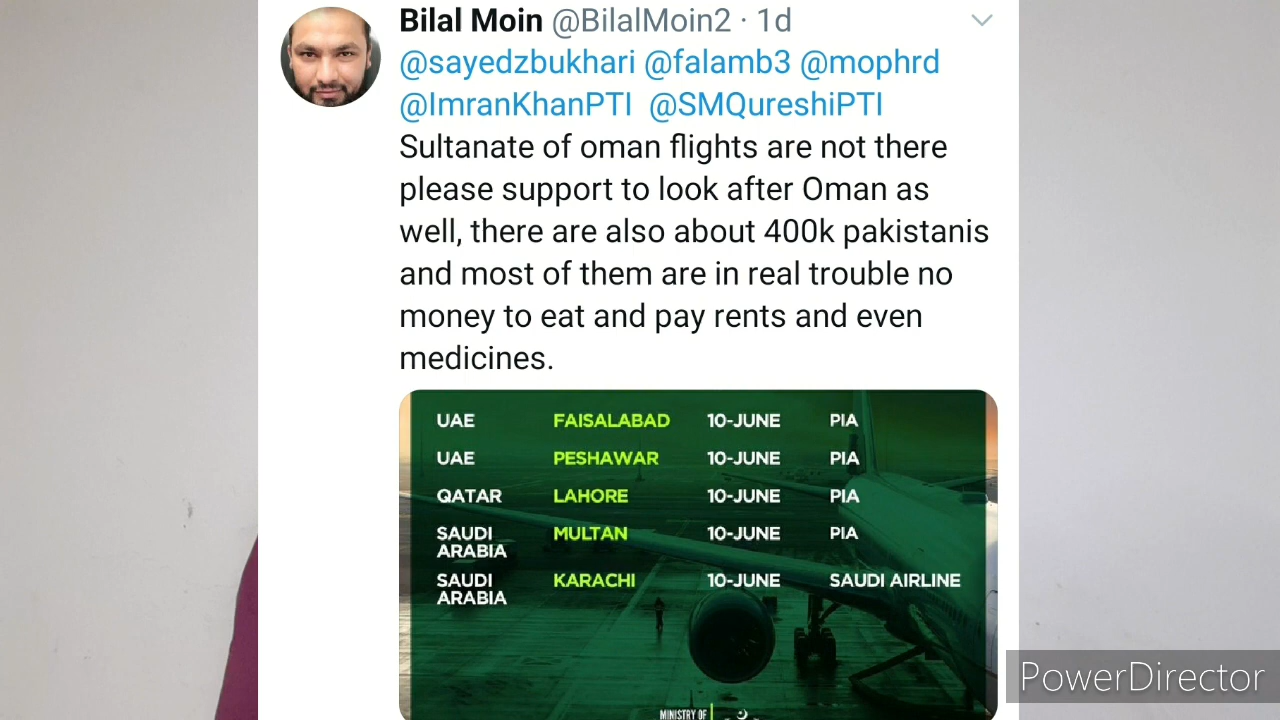 Bilal Moin @BilalMoin2 · 1d
@sayedzbukhari @falamb3 @mophrd
@ImranKhanPTI @SMQureshiPTI
Sultanate of oman flights are not there
please support to look after Oman as
well, there are also about 400k pakistanis
and most of them are in real trouble no
money to eat and pay rents and even
medicines.
UAE FAISALABAD 10-JUNE PIA
UAE PESHAWAR 10-JUNE PIA
QATAR LAHORE 10-JUNE PIA
SAUDI ARABIA MULTAN 10-JUNE PIA
SAUDI ARABIA KARACHI 10-JUNE SAUDI AIRLINE
MINISTRY OF
PowerDirector